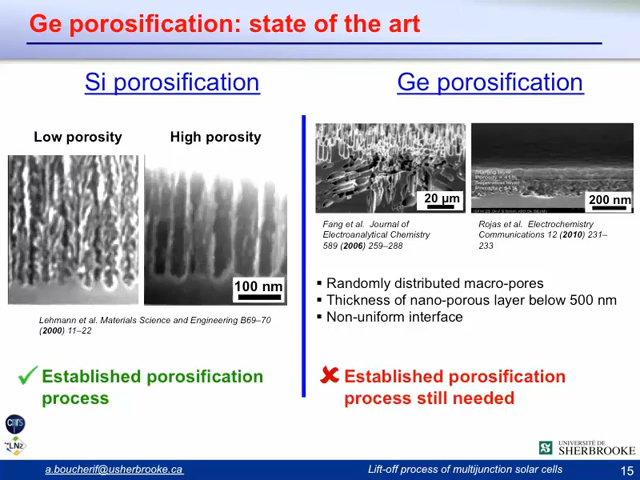 Ge porosification: state of the art
Si porosification
Ge porosification
Low porosity
High porosity
100 nm
20 µm
200 nm
Lehmann et al. Materials Science and Engineering B69–70
(2000) 11–22
Fang et al. Journal of
Electroanalytical Chemistry
589 (2006) 259–288
Rojas et al. Electrochemistry
Communications 12 (2010) 231–
233
▪ Randomly distributed macro-pores
▪ Thickness of nano-porous layer below 500 nm
▪ Non-uniform interface
✓ Established porosification
process
✘ Established porosification
process still needed
cnrs
LN2
UNIVERSITÉ DE
SHERBROOKE
a.boucherif@usherbrooke.ca
Lift-off process of multijunction solar cells
15